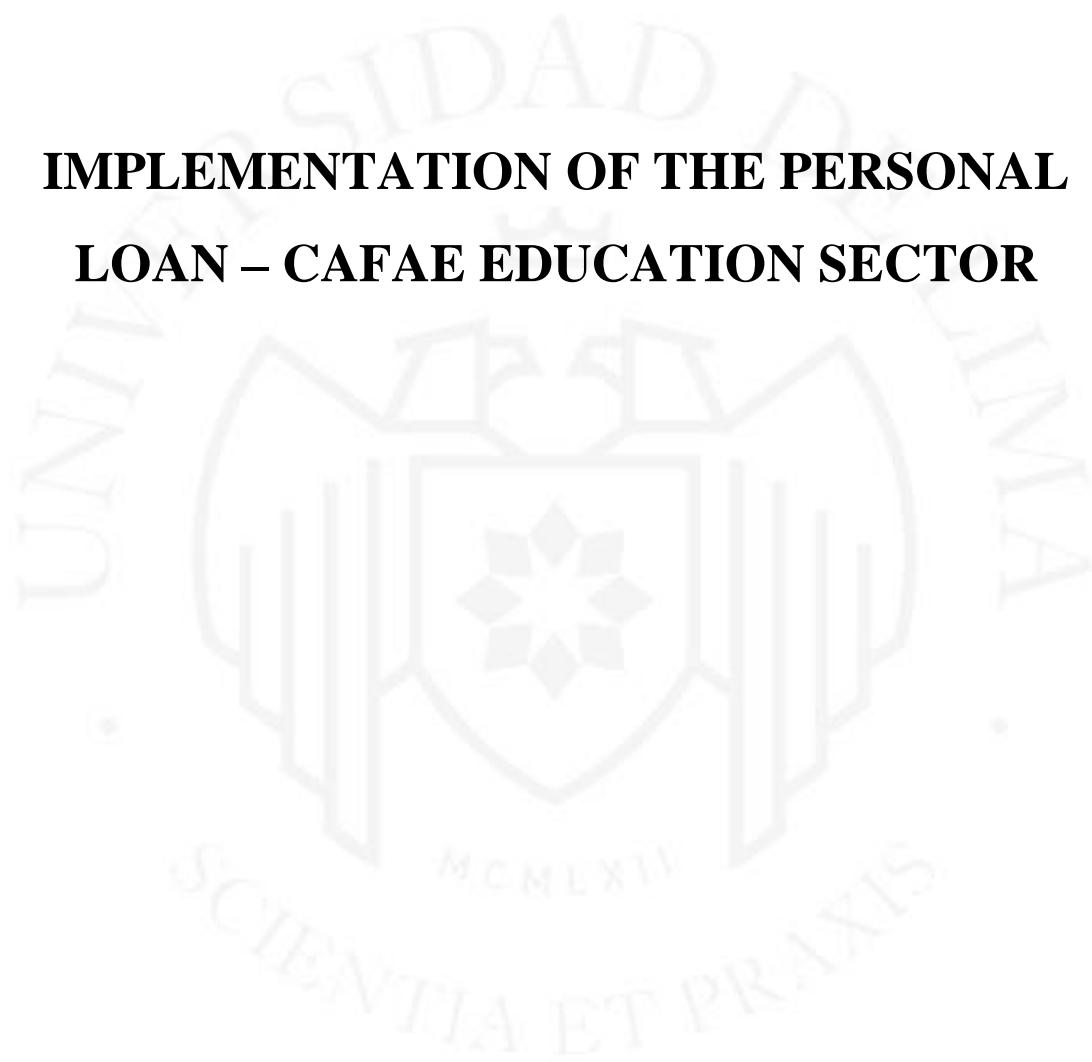 UNIVERSIDAD DE LIMA
IMPLEMENTATION OF THE PERSONAL
LOAN – CAFAE EDUCATION SECTOR
MCMLXII
SCIENTIA ET PRAXIS